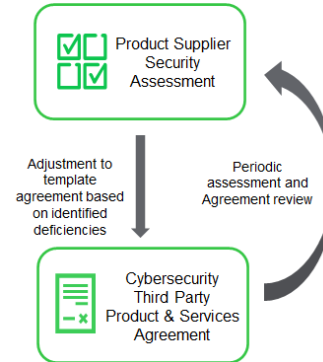 Product Supplier
Security
Assessment
Adjustment to
template
agreement based
on identified
deficiencies
Periodic
assessment and
Agreement review
Cybersecurity
Third Party
Product & Services
Agreement